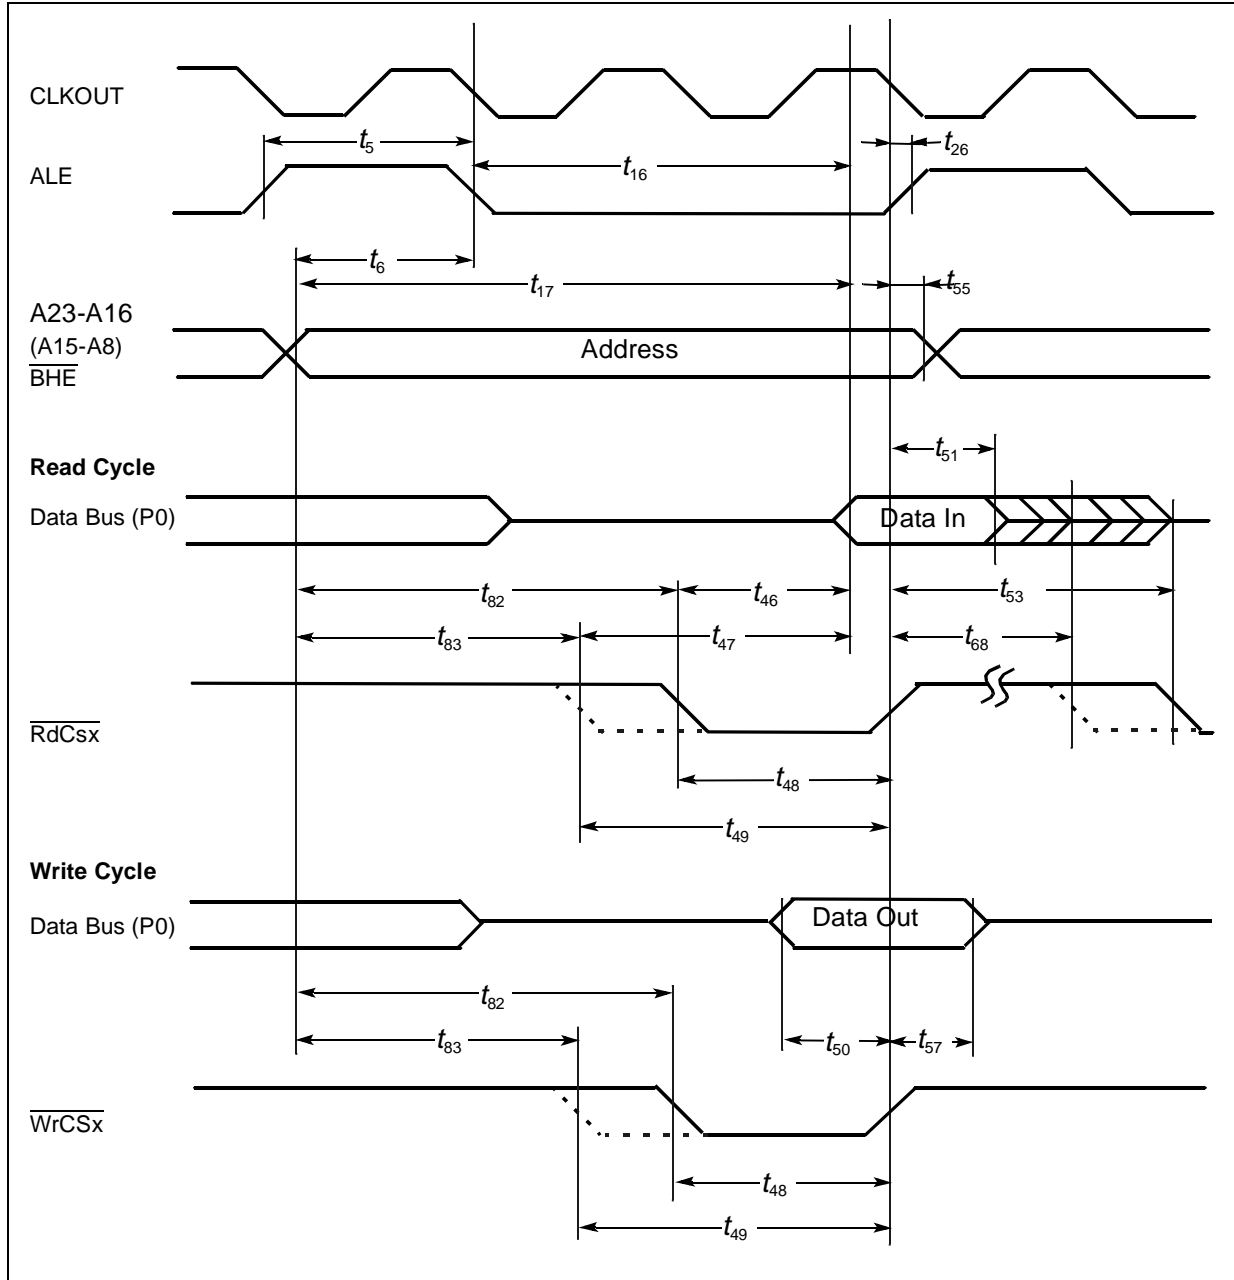 CLKOUT
t5
t26
ALE
t16
t6
t17
t55
A23-A16
(A15-A8)
BHE
Address
t51
Read Cycle
Data Bus (P0)
Data In
t82
t46
t53
t83
t47
t68
RdCsx
t48
t49
Write Cycle
Data Bus (P0)
Data Out
t82
t83
t50
t57
WrCSx
t48
t49